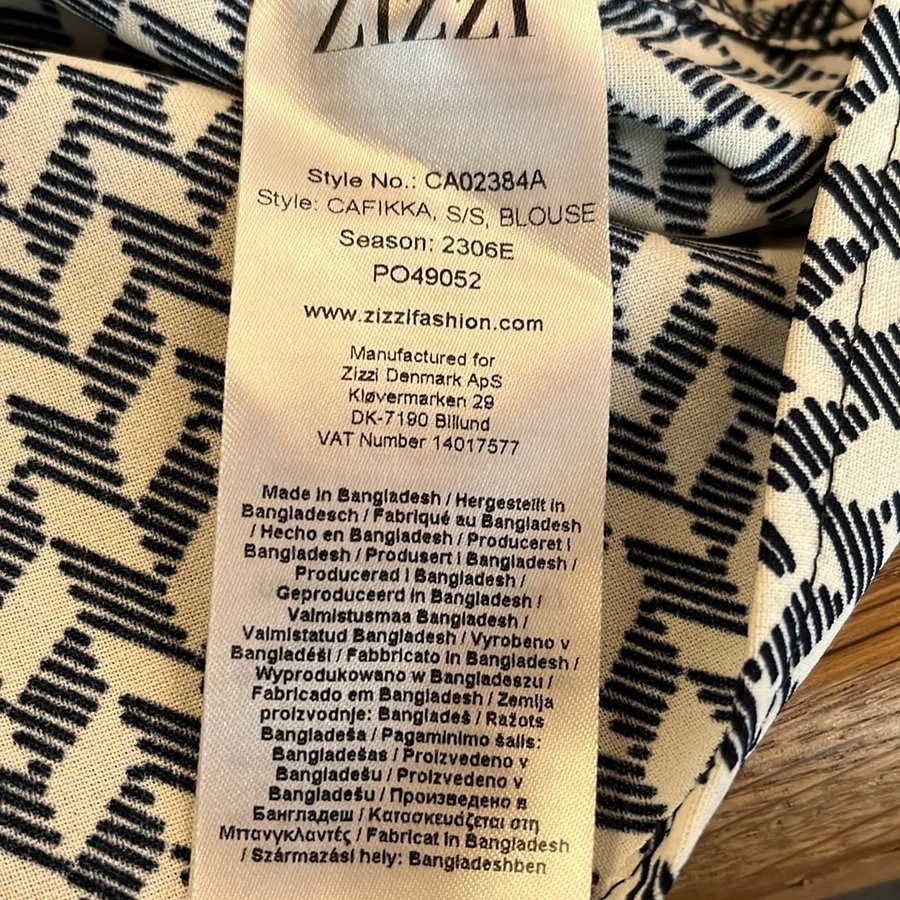 ZIZZI
Style No.: CA02384A
Style: CAFIKKA, S/S, BLOUSE
Season: 2306E
PO49052
www.zizzifashion.com
Manufactured for
Zizzi Denmark ApS
Kløvermarken 29
DK-7190 Billund
VAT Number 14017577
Made in Bangladesh / Hergestellt in
Bangladesch / Fabriqué au Bangladesh
/ Hecho en Bangladesh / Produceret i
Bangladesh / Produsert i Bangladesh /
Producerad i Bangladesh /
Geproduceerd in Bangladesh /
Valmistusmaa Bangladesh /
Valmistatud Bangladesh / Vyrobeno v
Bangladéši / Fabbricato in Bangladesh /
Wyprodukowano w Bangladeszu /
Fabricado em Bangladesh / Zemlja
proizvodnje: Bangladeš / Ražots
Bangladeša / Pagaminimo šalis:
Bangladešas / Proizvedeno v
Bangladešu / Proizvedeno v
Bangladešu / Произведено в
Бангладеш / Κατασκευάζεται στη
Μπανγκλαντές / Fabricat in Bangladesh
/ Származási hely: Bangladeshben